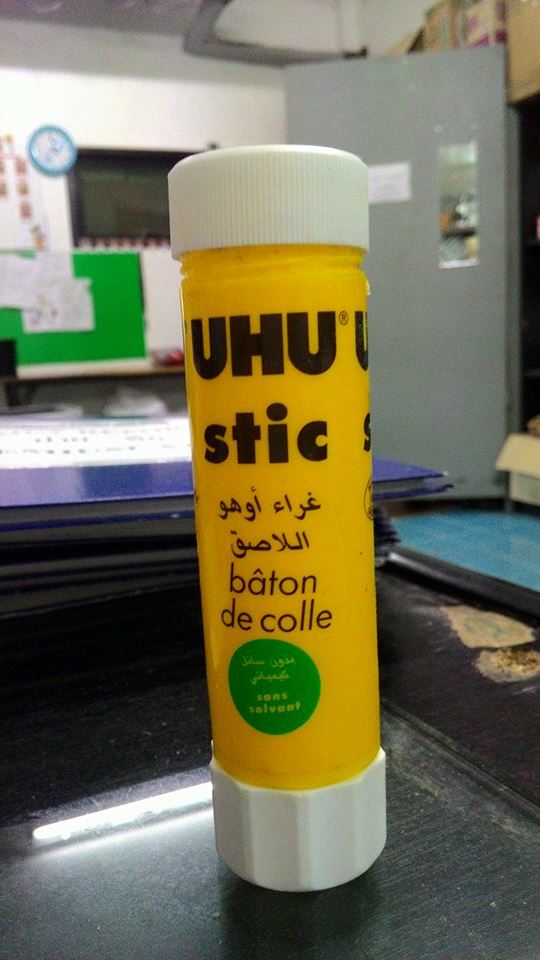 UHU®
stic
غراء أوهو
اللاصق
bâton
de colle
بدون سائل
كيميائي
sans
solvant